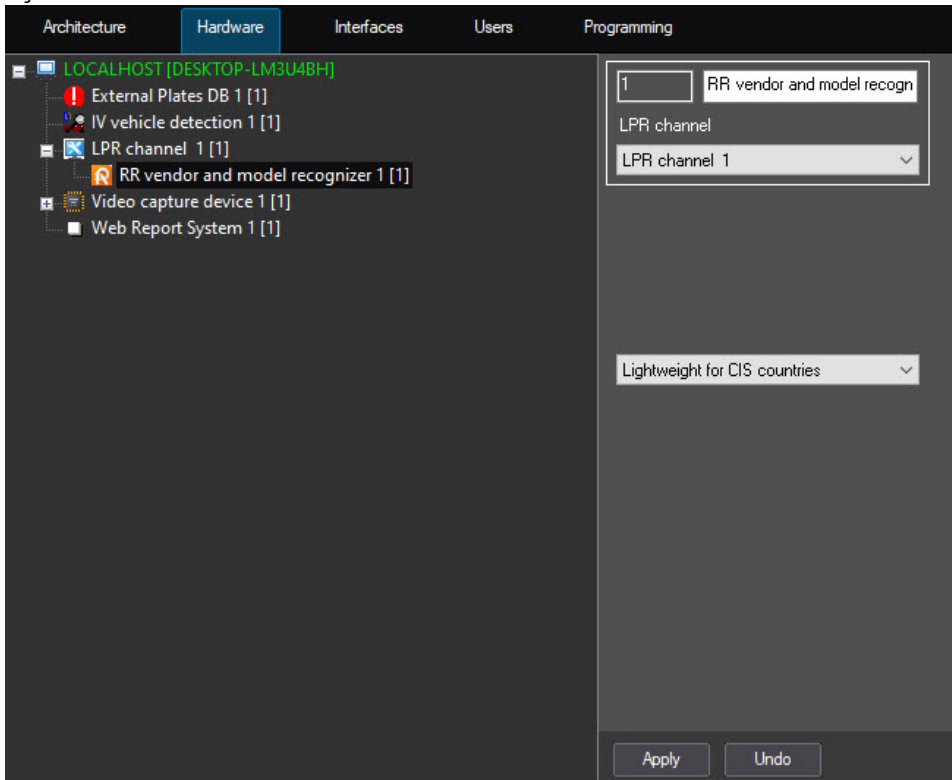 Architecture Hardware Interfaces Users Programming
LOCALHOST [DESKTOP-LM3U4BH]
External Plates DB 1 [1]
IV vehicle detection 1 [1]
LPR channel 1 [1]
RR vendor and model recognizer 1 [1]
Video capture device 1 [1]
Web Report System 1 [1]
1 RR vendor and model recogn
LPR channel
LPR channel 1
Lightweight for CIS countries
Apply Undo